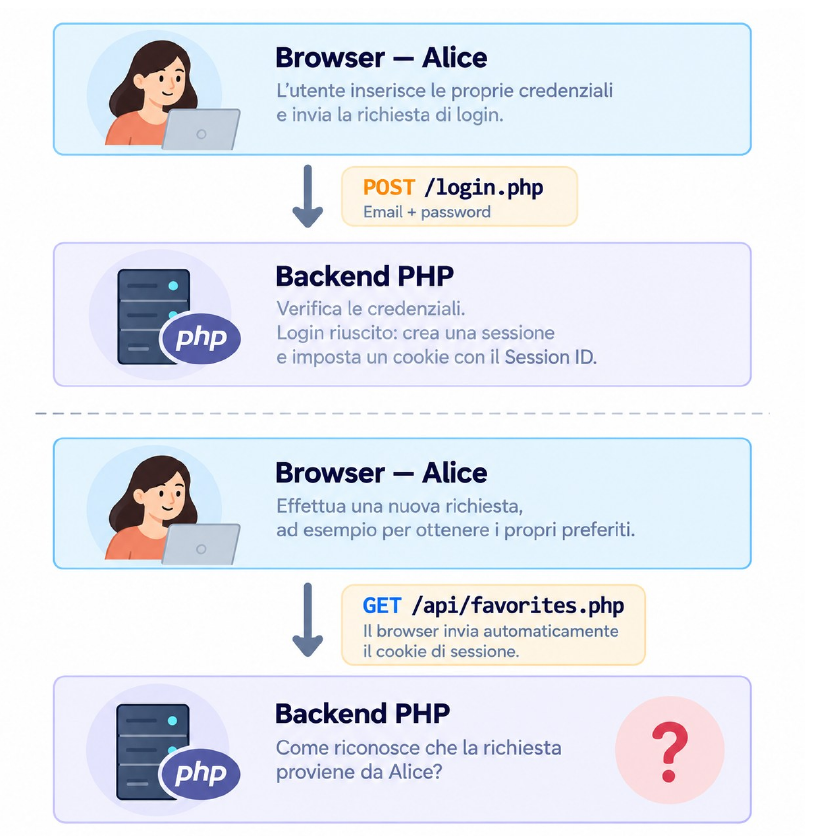 Browser — Alice
L'utente inserisce le proprie credenziali
e invia la richiesta di login.
POST /login.php
Email + password
php
Backend PHP
Verifica le credenziali.
Login riuscito: crea una sessione
e imposta un cookie con il Session ID.
Browser — Alice
Effettua una nuova richiesta,
ad esempio per ottenere i propri preferiti.
GET /api/favorites.php
Il browser invia automaticamente
il cookie di sessione.
php
Backend PHP
Come riconosce che la richiesta
proviene da Alice?
?